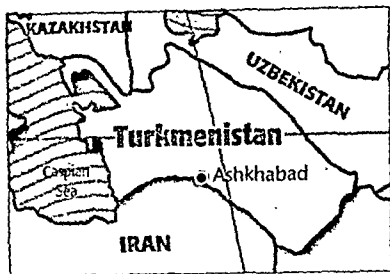 KAZAKHSTAN
UZBEKISTAN
Turkmenistan
Caspian
Sea
Ashkhabad
IRAN